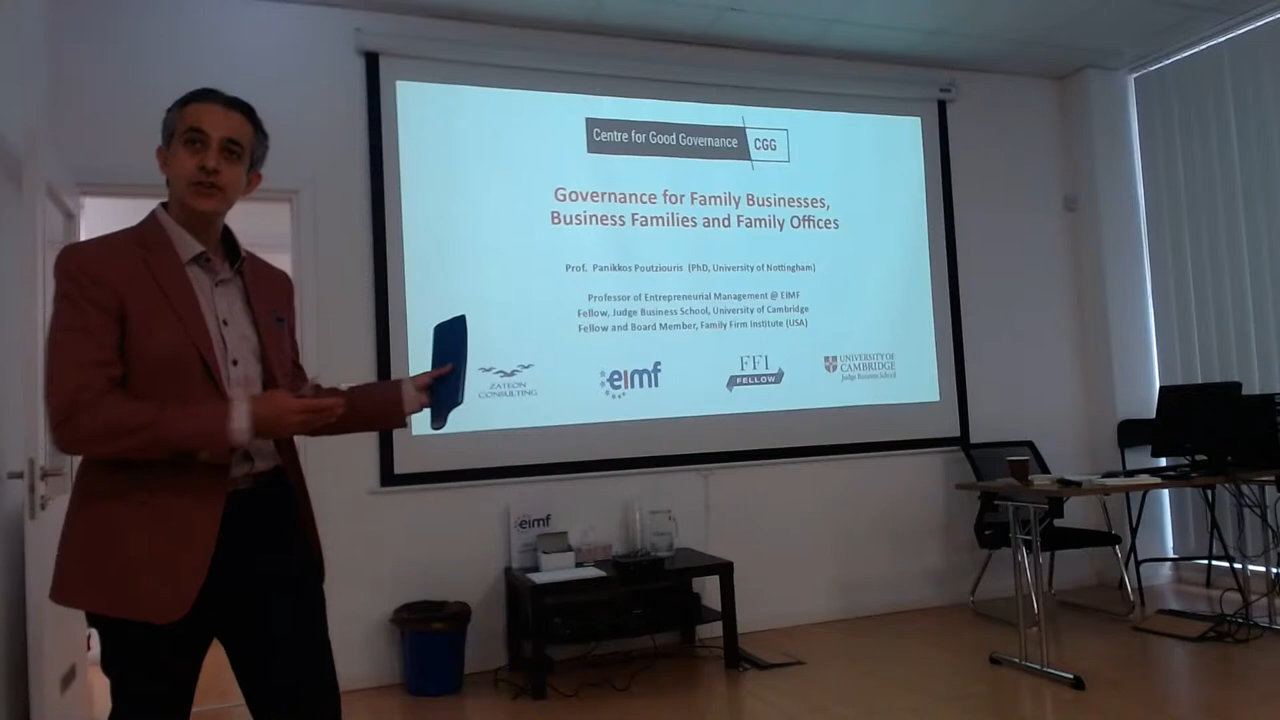 Centre for Good Governance CGG
Governance for Family Businesses,
Business Families and Family Offices
Prof. Panikkos Poutziouris (PhD, University of Nottingham)
Professor of Entrepreneurial Management @ EIMF
Fellow, Judge Business School, University of Cambridge
Fellow and Board Member, Family Firm Institute (USA)
ZATEON
CONSULTING
eimf
FFI
FELLOW
UNIVERSITY OF
CAMBRIDGE
Judge Business School
eimf